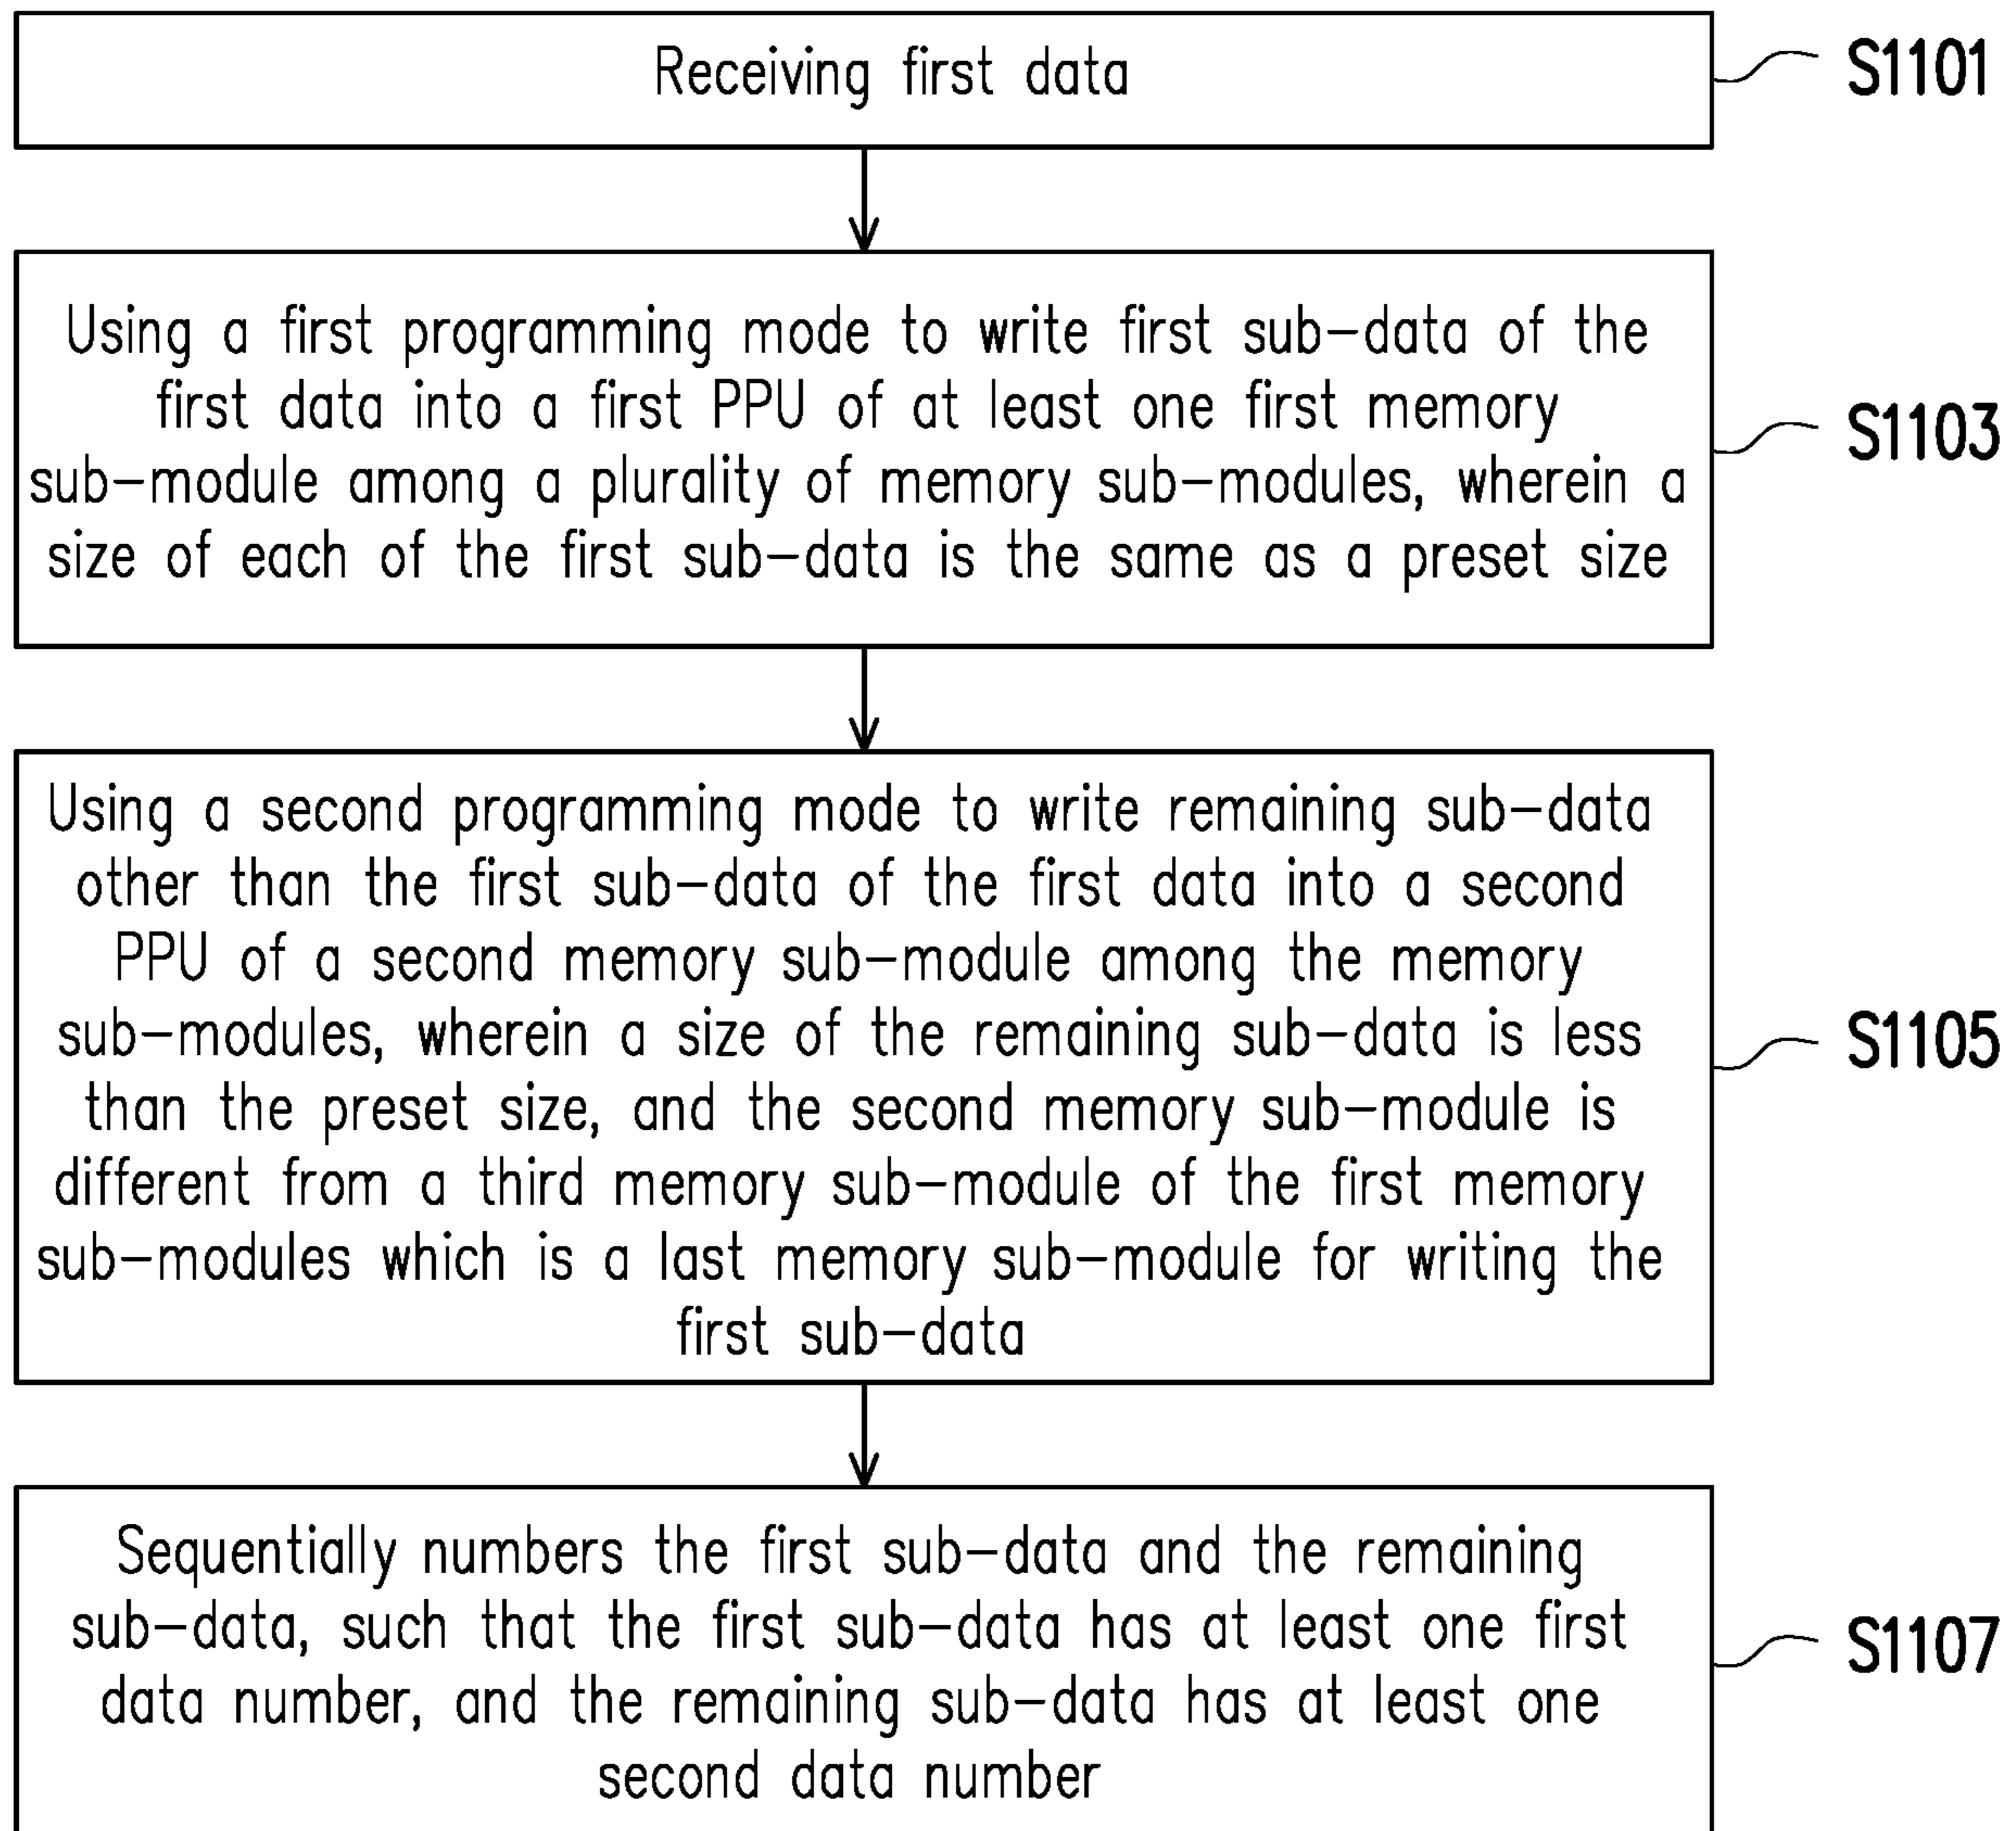 Receiving first data
S1101
Using a first programming mode to write first sub-data of the
first data into a first PPU of at least one first memory
sub-module among a plurality of memory sub-modules, wherein a
size of each of the first sub-data is the same as a preset size
S1103
Using a second programming mode to write remaining sub-data
other than the first sub-data of the first data into a second
PPU of a second memory sub-module among the memory
sub-modules, wherein a size of the remaining sub-data is less
than the preset size, and the second memory sub-module is
different from a third memory sub-module of the first memory
sub-modules which is a last memory sub-module for writing the
first sub-data
S1105
Sequentially numbers the first sub-data and the remaining
sub-data, such that the first sub-data has at least one first
data number, and the remaining sub-data has at least one
second data number
S1107